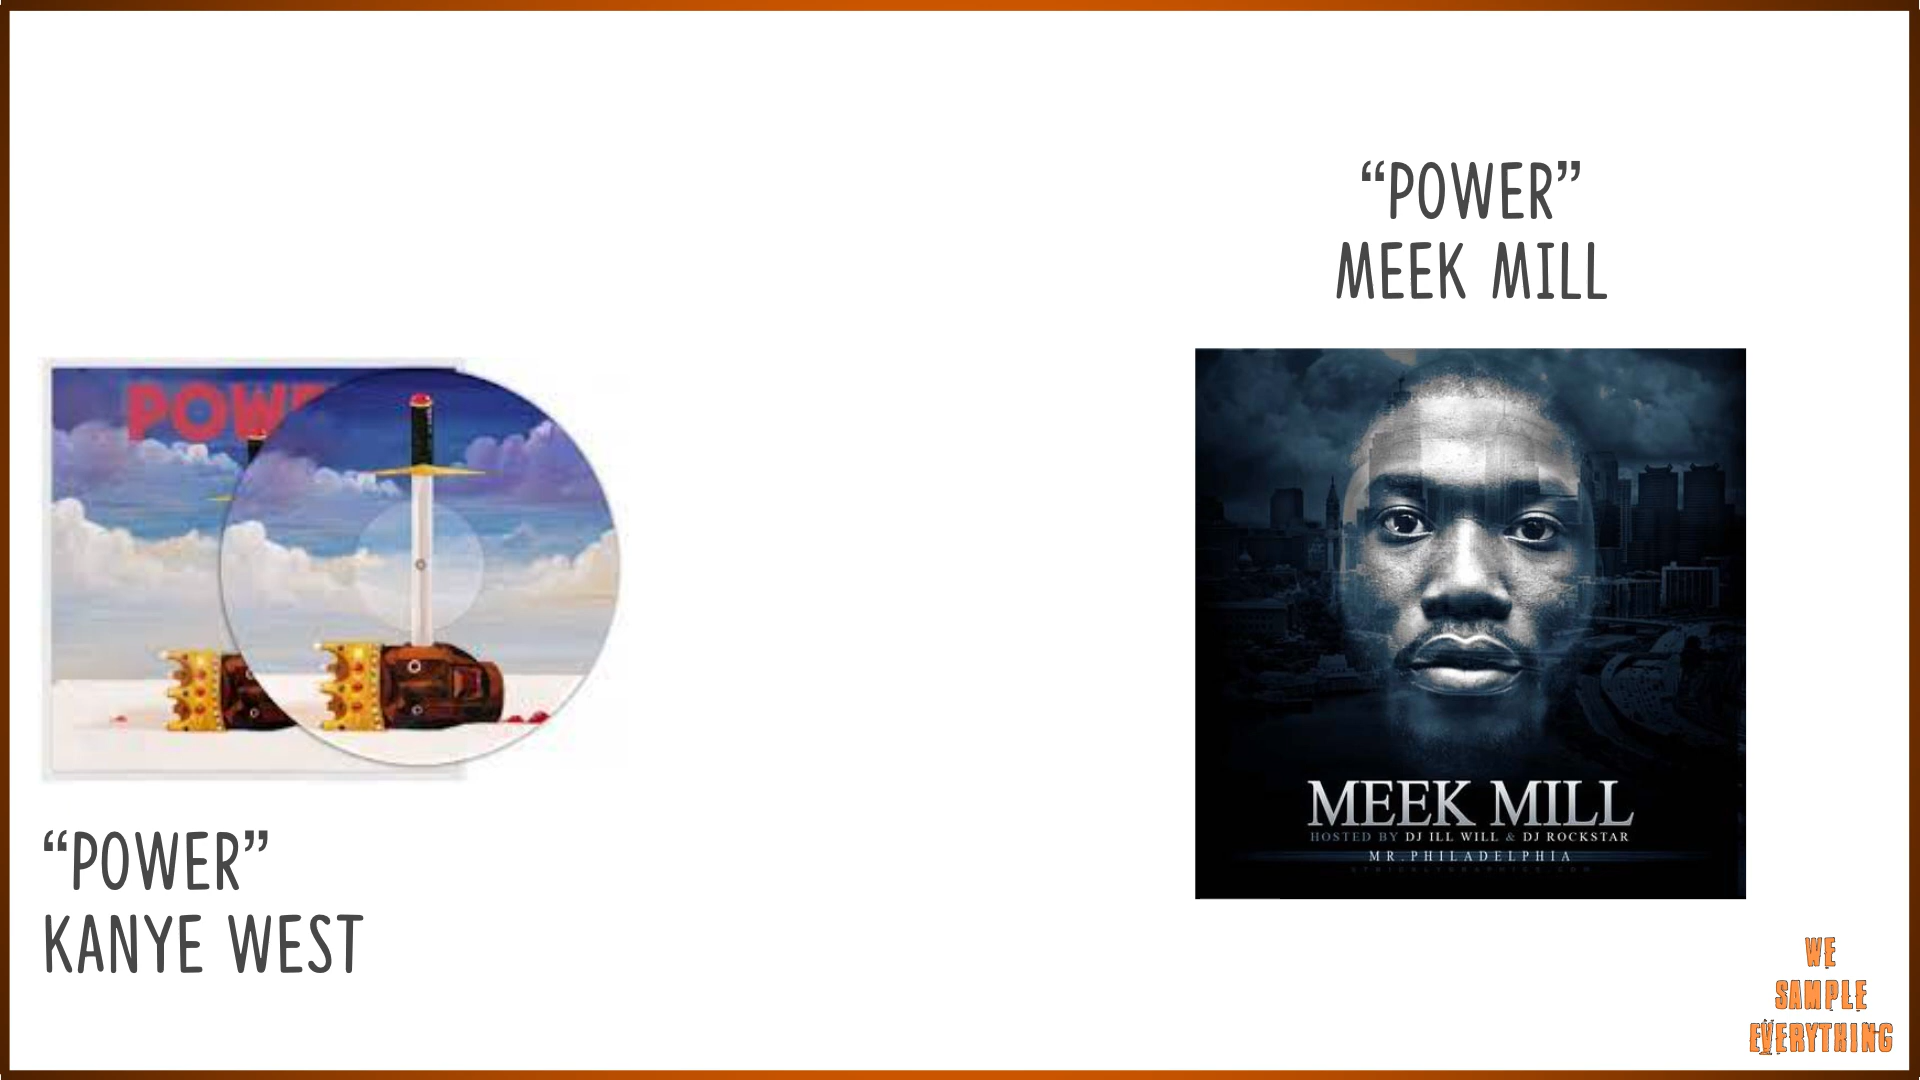 “POWER”
MEEK MILL
POWE
MEEK MILL
HOSTED BY DJ ILL WILL & DJ ROCKSTAR
MR. PHILADELPHIA
“POWER”
KANYE WEST
WE
SAMPLE
EVERYTHING